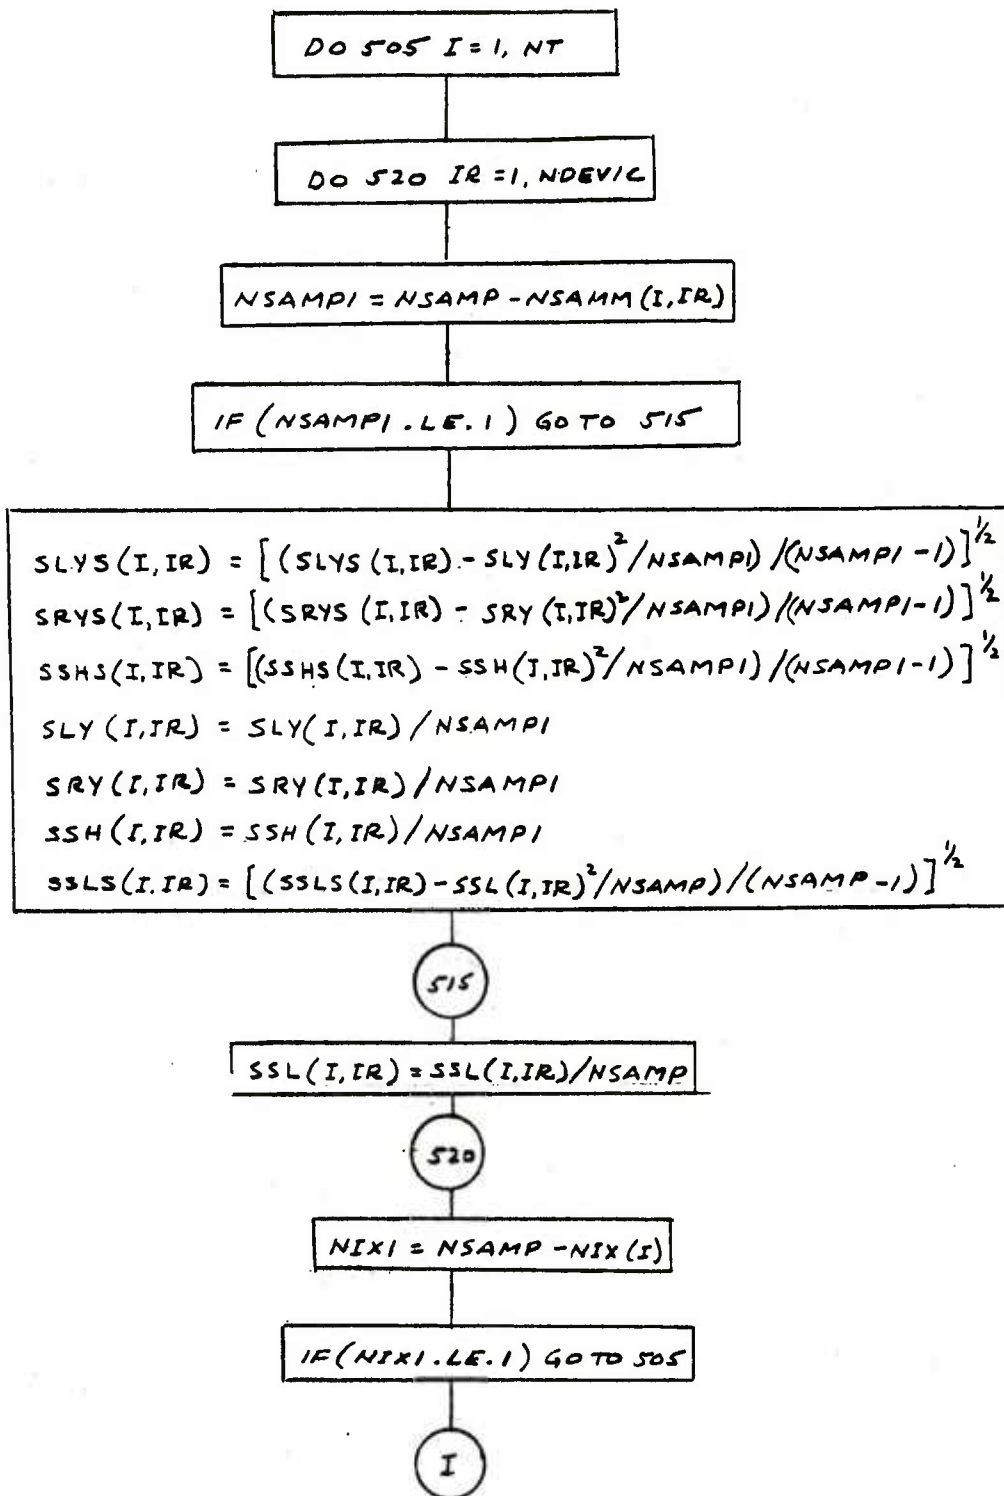 DO 505 I = 1, NT
DO 520 IR = 1, NDEVIC
NSAMP1 = NSAMP - NSAMM (I, IR)
IF (NSAMP1 .LE. 1) GO TO 515
SLYS (I, IR) = [(SLYS (I, IR) - SLY (I, IR)² / NSAMP1) / (NSAMP1 - 1)]^½
SRYS (I, IR) = [(SRYS (I, IR) - SRY (I, IR)² / NSAMP1) / (NSAMP1 - 1)]^½
SSHS (I, IR) = [(SSHS (I, IR) - SSH (I, IR)² / NSAMP1) / (NSAMP1 - 1)]^½
SLY (I, IR) = SLY (I, IR) / NSAMP1
SRY (I, IR) = SRY (I, IR) / NSAMP1
SSH (I, IR) = SSH (I, IR) / NSAMP1
SSLS (I, IR) = [(SSLS (I, IR) - SSL (I, IR)² / NSAMP) / (NSAMP - 1)]^½
515
SSL (I, IR) = SSL (I, IR) / NSAMP
520
NIX1 = NSAMP - NIX (I)
IF (NIX1 .LE. 1) GO TO 505
I